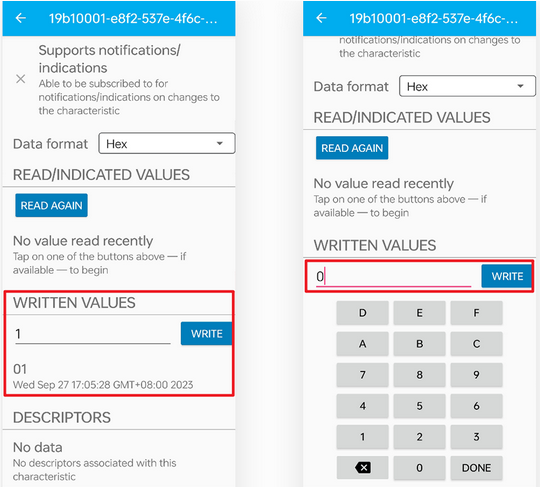 19b10001-e8f2-537e-4f6c-...
Supports notifications/
indications
Able to be subscribed to for
notifications/indications on changes to
the characteristic
Data format
Hex
READ/INDICATED VALUES
READ AGAIN
No value read recently
Tap on one of the buttons above — if
available — to begin
WRITTEN VALUES
1
WRITE
01
Wed Sep 27 17:05:28 GMT+08:00 2023
DESCRIPTORS
No data
No descriptors associated with this
characteristic
19b10001-e8f2-537e-4f6c-...
notifications/indications on changes to
the characteristic
Data format
Hex
READ/INDICATED VALUES
READ AGAIN
No value read recently
Tap on one of the buttons above — if
available — to begin
WRITTEN VALUES
0
WRITE
D E F
A B C
7 8 9
4 5 6
1 2 3
0 DONE